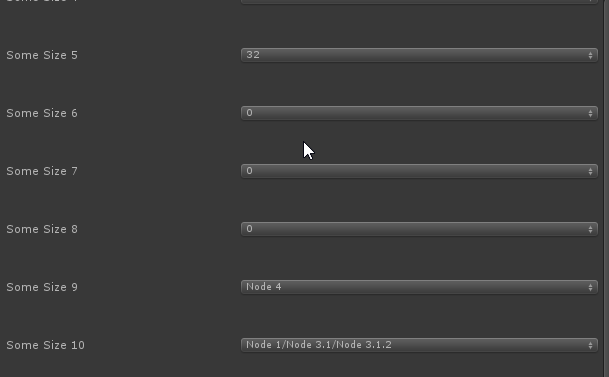 Some Size 5 32
Some Size 6 0
Some Size 7 0
Some Size 8 0
Some Size 9 Node 4
Some Size 10 Node 1/Node 3.1/Node 3.1.2